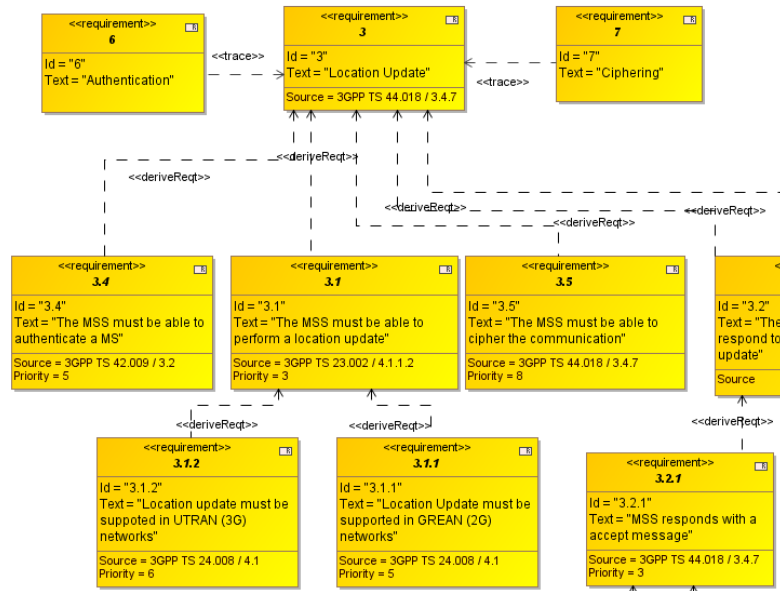 <<requirement>>
6
Id = "6"
Text = "Authentication"
<<trace>>
<<requirement>>
3
Id = "3"
Text = "Location Update"
Source = 3GPP TS 44.018 / 3.4.7
<<trace>>
<<requirement>>
7
Id = "7"
Text = "Ciphering"
<<deriveReqt>>
<<deriveReqt>>
<<deriveReqt>>
<<deriveReqt>>
<<deriveReqt>>
<<requirement>>
3.4
Id = "3.4"
Text = "The MSS must be able to
authenticate a MS"
Source = 3GPP TS 42.009 / 3.2
Priority = 5
<<requirement>>
3.1
Id = "3.1"
Text = "The MSS must be able to
perform a location update"
Source = 3GPP TS 23.002 / 4.1.1.2
Priority = 3
<<requirement>>
3.5
Id = "3.5"
Text = "The MSS must be able to
cipher the communication"
Source = 3GPP TS 44.018 / 3.4.7
Priority = 8
Id = "3.2"
Text = "The
respond to
update"
Source
<<deriveReqt>>
<<deriveReqt>>
<<deriveReqt>>
<<requirement>>
3.1.2
Id = "3.1.2"
Text = "Location update must be
suppoted in UTRAN (3G)
networks"
Source = 3GPP TS 24.008 / 4.1
Priority = 6
<<requirement>>
3.1.1
Id = "3.1.1"
Text = "Location Update must be
supported in GREAN (2G)
networks"
Source = 3GPP TS 24.008 / 4.1
Priority = 5
<<requirement>>
3.2.1
Id = "3.2.1"
Text = "MSS responds with a
accept message"
Source = 3GPP TS 44.018 / 3.4.7
Priority = 3